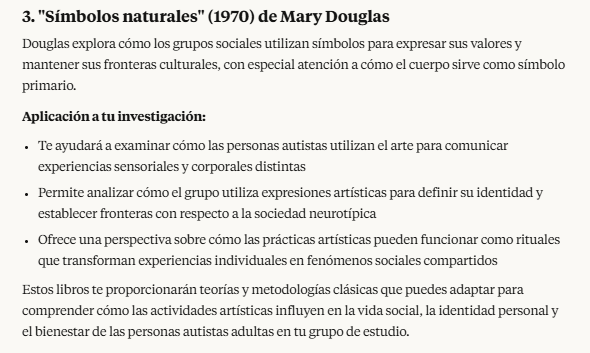 3. "Símbolos naturales" (1970) de Mary Douglas
Douglas explora cómo los grupos sociales utilizan símbolos para expresar sus valores y
mantener sus fronteras culturales, con especial atención a cómo el cuerpo sirve como símbolo
primario.
Aplicación a tu investigación:
• Te ayudará a examinar cómo las personas autistas utilizan el arte para comunicar
experiencias sensoriales y corporales distintas
• Permite analizar cómo el grupo utiliza expresiones artísticas para definir su identidad y
establecer fronteras con respecto a la sociedad neurotípica
• Ofrece una perspectiva sobre cómo las prácticas artísticas pueden funcionar como rituales
que transforman experiencias individuales en fenómenos sociales compartidos
Estos libros te proporcionarán teorías y metodologías clásicas que puedes adaptar para
comprender cómo las actividades artísticas influyen en la vida social, la identidad personal y
el bienestar de las personas autistas adultas en tu grupo de estudio.